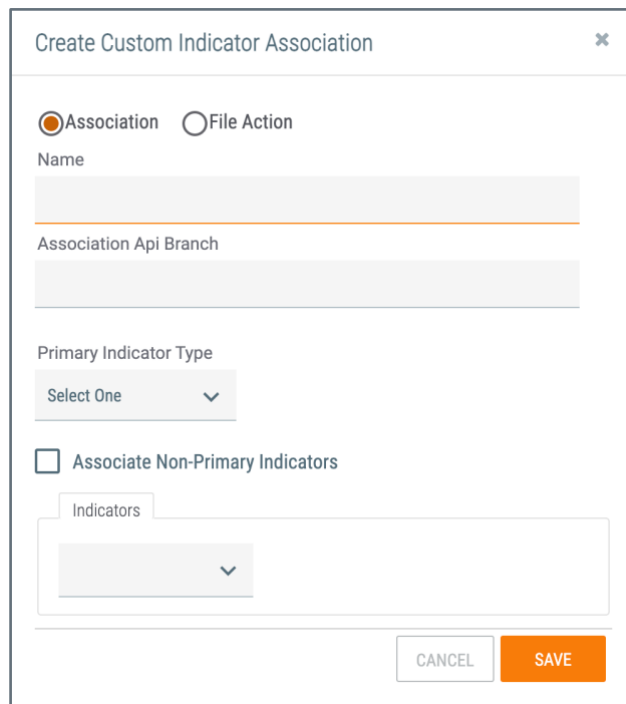 Create Custom Indicator Association
Association File Action
Name
Association Api Branch
Primary Indicator Type
Select One
Associate Non-Primary Indicators
Indicators
CANCEL SAVE